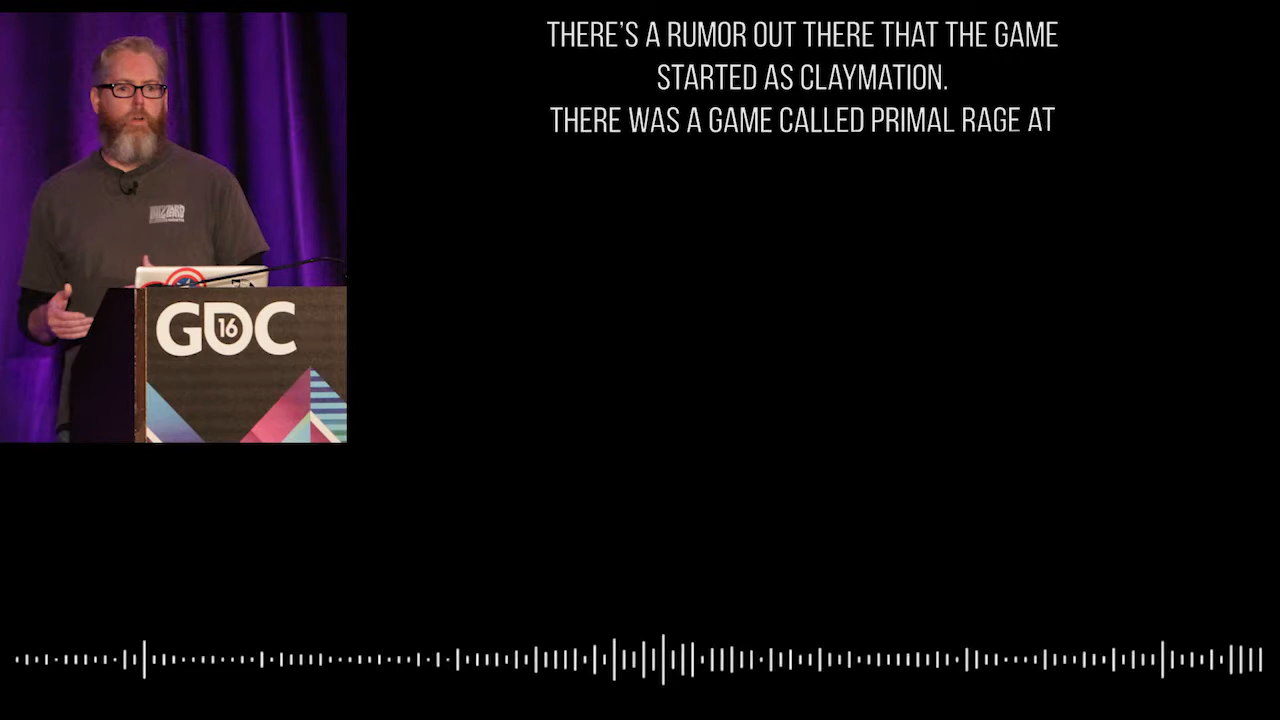 THERE'S A RUMOR OUT THERE THAT THE GAME
STARTED AS CLAYMATION.
THERE WAS A GAME CALLED PRIMAL RAGE AT
BLIZZARD
GDC
16